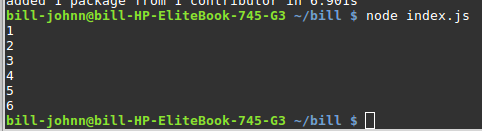 added 1 package from 1 contributor in 6.901s
bill-johnn@bill-HP-EliteBook-745-G3 ~/bill $ node index.js
1
2
3
4
5
6
bill-johnn@bill-HP-EliteBook-745-G3 ~/bill $